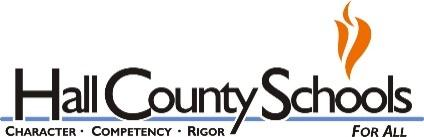 Hall County Schools
Character · Competency · Rigor For All